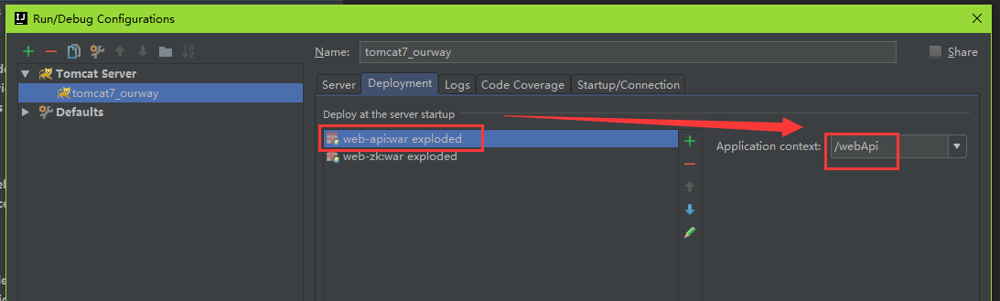 Run/Debug Configurations
Name: tomcat7_ourway Share
Tomcat Server
tomcat7_ourway
Defaults
Server Deployment Logs Code Coverage Startup/Connection
Deploy at the server startup
web-api:war exploded
web-zk:war exploded
Application context: /webApi